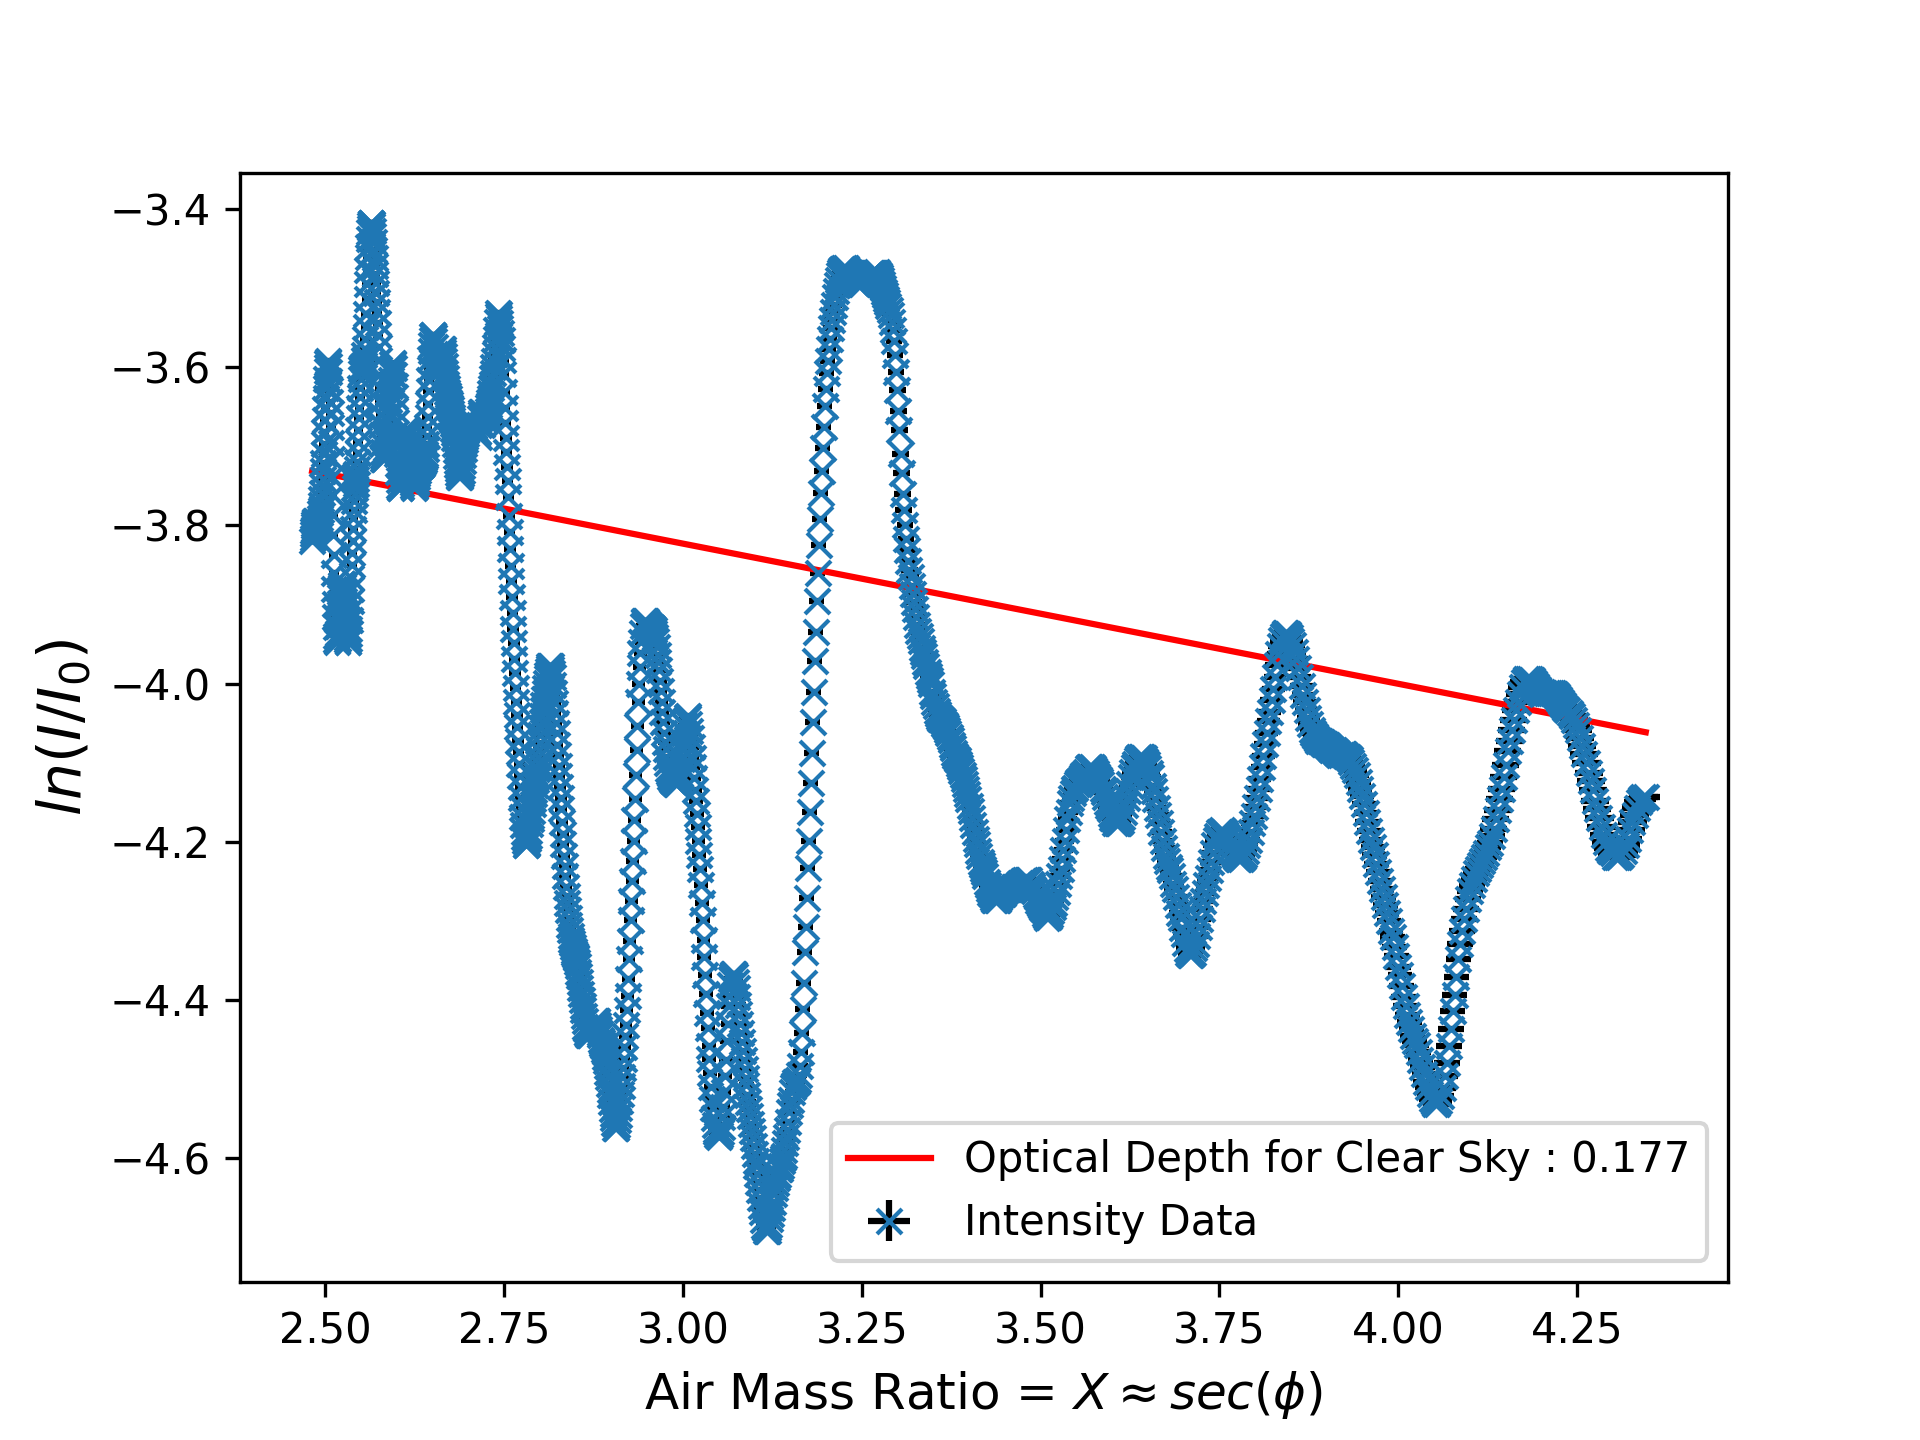 −3.4
−3.6
−3.8
−4.0
−4.2
−4.4
−4.6
ln(I/I₀)
Optical Depth for Clear Sky : 0.177
Intensity Data
2.50 2.75 3.00 3.25 3.50 3.75 4.00 4.25
Air Mass Ratio = X ≈ sec(ϕ)